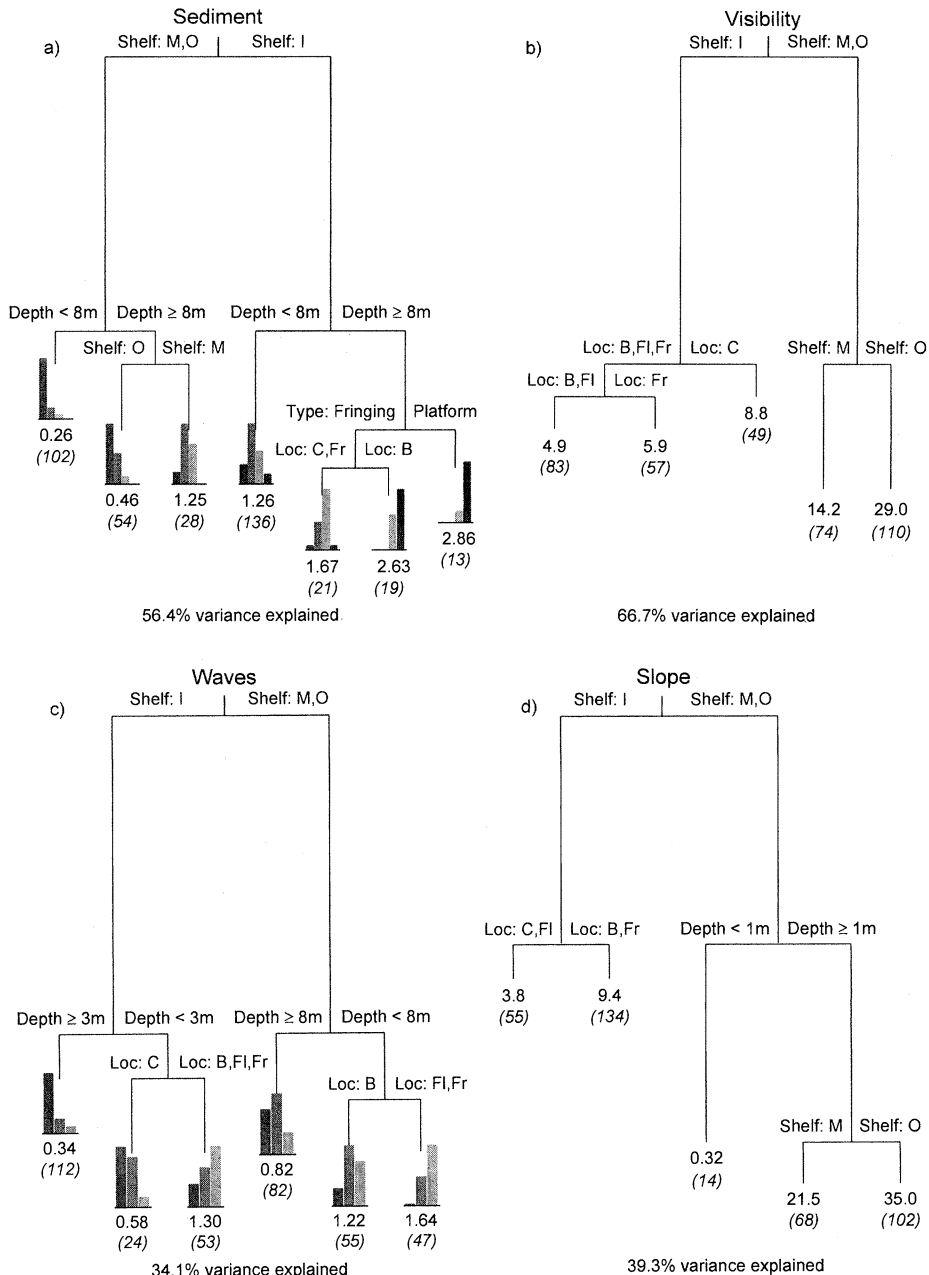 Sediment
a)
Shelf: M,O Shelf: I
Depth < 8m Depth ≥ 8m Depth < 8m Depth ≥ 8m
Shelf: O Shelf: M
0.26
(102)
Type: Fringing Platform
Loc: C,Fr Loc: B
0.46 1.25 1.26
(54) (28) (136)
2.86
(13)
1.67 2.63
(21) (19)
56.4% variance explained
Visibility
b)
Shelf: I Shelf: M,O
Loc: B,Fl,Fr Loc: C
Shelf: M Shelf: O
Loc: B,Fl Loc: Fr
8.8
(49)
4.9 5.9
(83) (57)
14.2 29.0
(74) (110)
66.7% variance explained
Waves
c)
Shelf: I Shelf: M,O
Depth ≥ 3m Depth < 3m Depth ≥ 8m Depth < 8m
Loc: C Loc: B,Fl,Fr
Loc: B Loc: Fl,Fr
0.34
(112)
0.82
(82)
0.58 1.30 1.22 1.64
(24) (53) (55) (47)
34.1% variance explained
Slope
d)
Shelf: I Shelf: M,O
Loc: C,Fl Loc: B,Fr
Depth < 1m Depth ≥ 1m
3.8 9.4
(55) (134)
Shelf: M Shelf: O
0.32
(14)
21.5 35.0
(68) (102)
39.3% variance explained